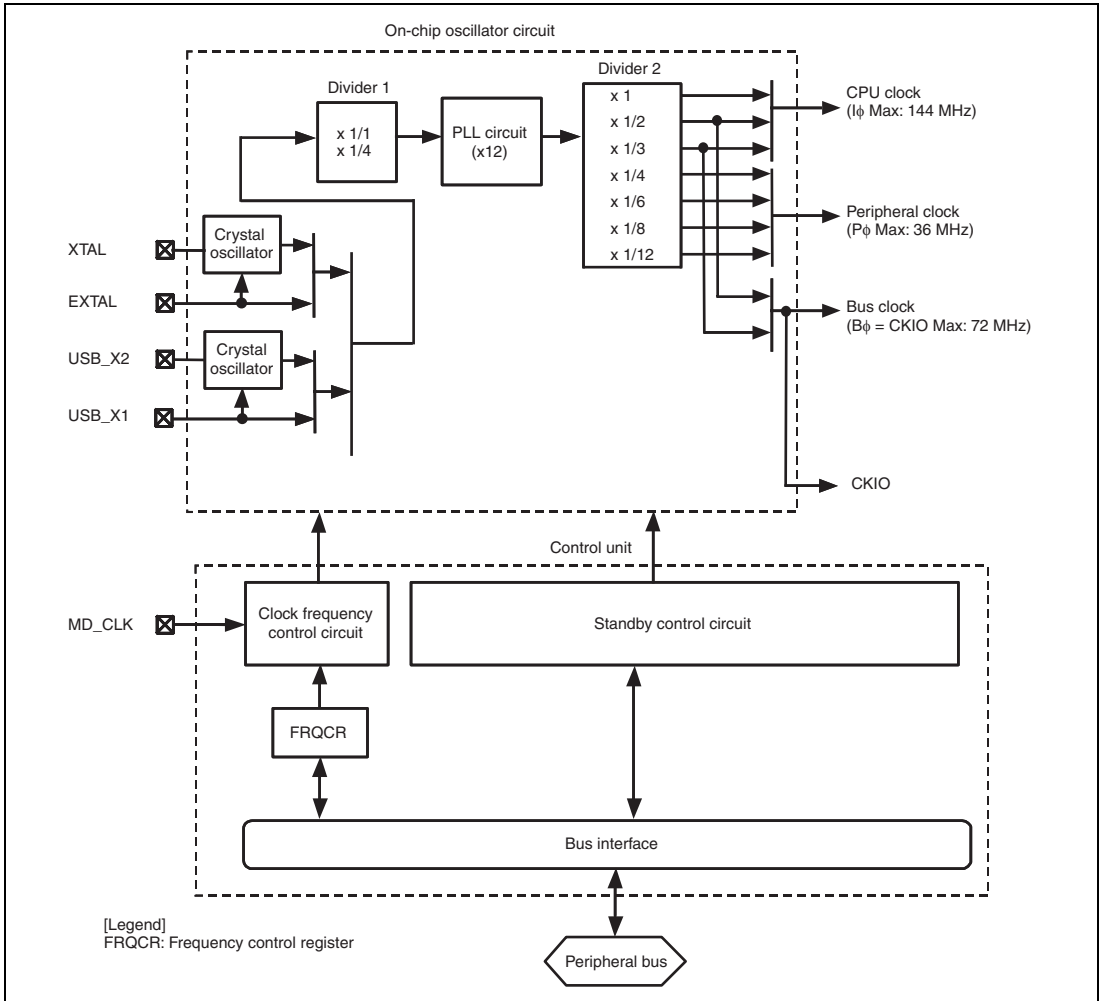 On-chip oscillator circuit
Divider 1
x 1/1
x 1/4
PLL circuit
(x12)
Divider 2
x 1
x 1/2
x 1/3
x 1/4
x 1/6
x 1/8
x 1/12
CPU clock
(Iϕ Max: 144 MHz)
Peripheral clock
(Pϕ Max: 36 MHz)
Bus clock
(Bϕ = CKIO Max: 72 MHz)
CKIO
XTAL
Crystal
oscillator
EXTAL
USB_X2
Crystal
oscillator
USB_X1
Control unit
MD_CLK
Clock frequency
control circuit
Standby control circuit
FRQCR
Bus interface
[Legend]
FRQCR: Frequency control register
Peripheral bus